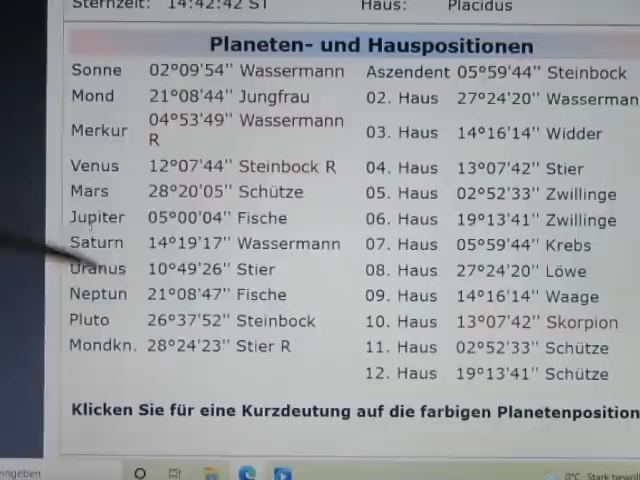 Sternzeit: 14:42:42 ST Haus: Placidus
Planeten- und Hauspositionen
Sonne 02°09'54" Wassermann Aszendent 05°59'44" Steinbock
Mond 21°08'44" Jungfrau 02. Haus 27°24'20" Wasserman
Merkur 04°53'49" Wassermann R 03. Haus 14°16'14" Widder
Venus 12°07'44" Steinbock R 04. Haus 13°07'42" Stier
Mars 28°20'05" Schütze 05. Haus 02°52'33" Zwillinge
Jupiter 05°00'04" Fische 06. Haus 19°13'41" Zwillinge
Saturn 14°19'17" Wassermann 07. Haus 05°59'44" Krebs
Uranus 10°49'26" Stier 08. Haus 27°24'20" Löwe
Neptun 21°08'47" Fische 09. Haus 14°16'14" Waage
Pluto 26°37'52" Steinbock 10. Haus 13°07'42" Skorpion
Mondkn. 28°24'23" Stier R 11. Haus 02°52'33" Schütze
12. Haus 19°13'41" Schütze
Klicken Sie für eine Kurzdeutung auf die farbigen Planetenposition
eingeben 0°C Stark bewöl